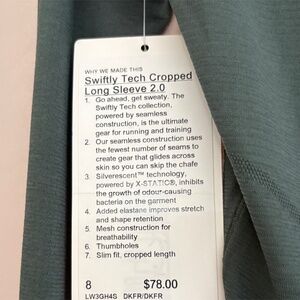 WHY WE MADE THIS
Swiftly Tech Cropped
Long Sleeve 2.0
1. Go ahead, get sweaty. The
Swiftly Tech collection,
powered by seamless
construction, is the ultimate
gear for running and training
2. Our seamless construction uses
the fewest number of seams to
create gear that glides across
skin so you can skip the chafe
3. Silverescent™ technology,
powered by X-STATIC®, inhibits
the growth of odour-causing
bacteria on the garment
4. Added elastane improves stretch
and shape retention
5. Mesh construction for
breathability
6. Thumbholes
7. Slim fit, cropped length
8 $78.00
LW3GH4S DKFR/DKFR